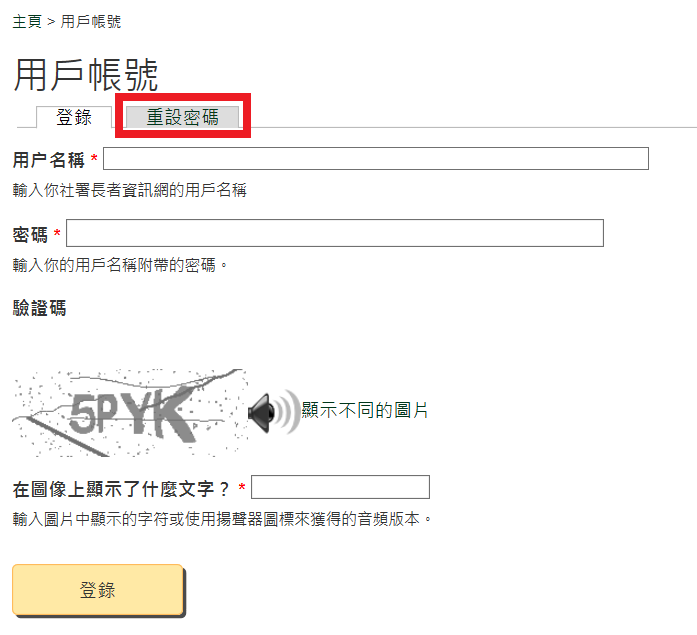 主頁 > 用戶帳號
用戶帳號
登錄 重設密碼
用户名稱 *
輸入你社署長者資訊網的用戶名稱
密碼 *
輸入你的用戶名稱附帶的密碼。
驗證碼
5PYK 顯示不同的圖片
在圖像上顯示了什麼文字？ *
輸入圖片中顯示的字符或使用揚聲器圖標來獲得的音頻版本。
登錄